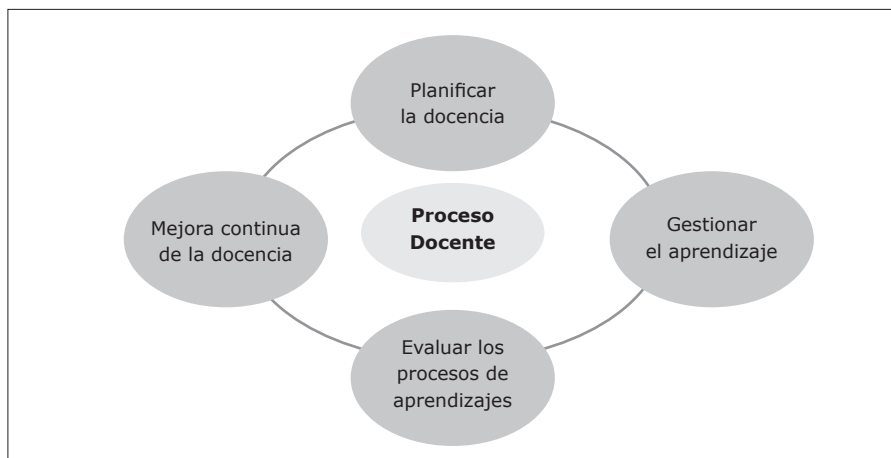 Planificar
la docencia
Mejora continua
de la docencia
Proceso
Docente
Gestionar
el aprendizaje
Evaluar los
procesos de
aprendizajes